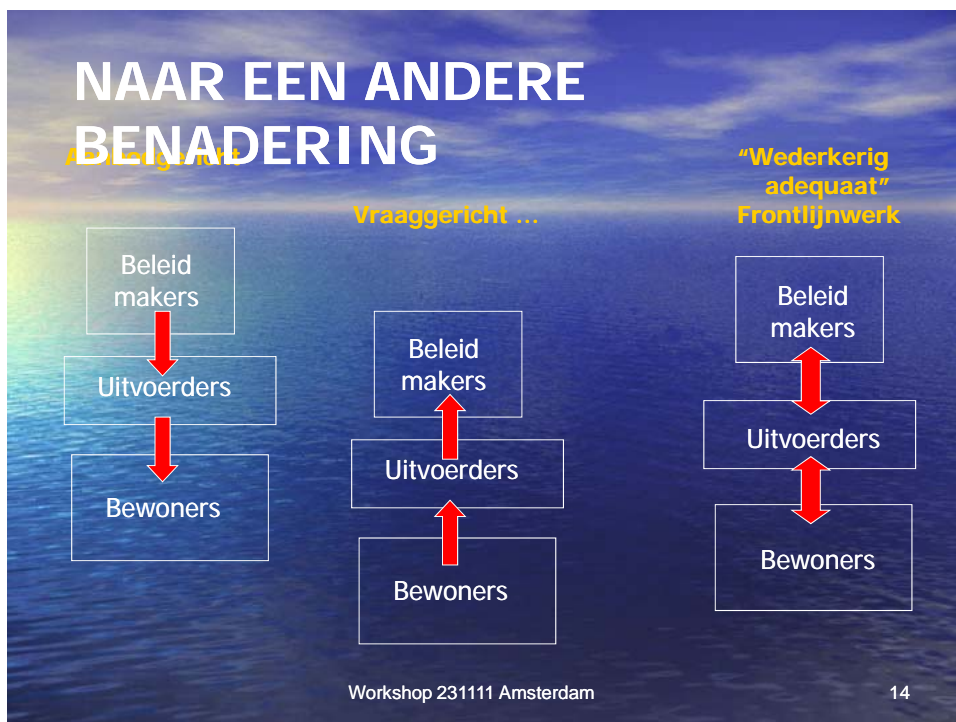 NAAR EEN ANDERE
BENADERING
Aanbodgericht
Beleid
makers
Uitvoerders
Bewoners
Vraaggericht ...
Beleid
makers
Uitvoerders
Bewoners
“Wederkerig
adequaat”
Frontlijnwerk
Beleid
makers
Uitvoerders
Bewoners
Workshop 231111 Amsterdam
14